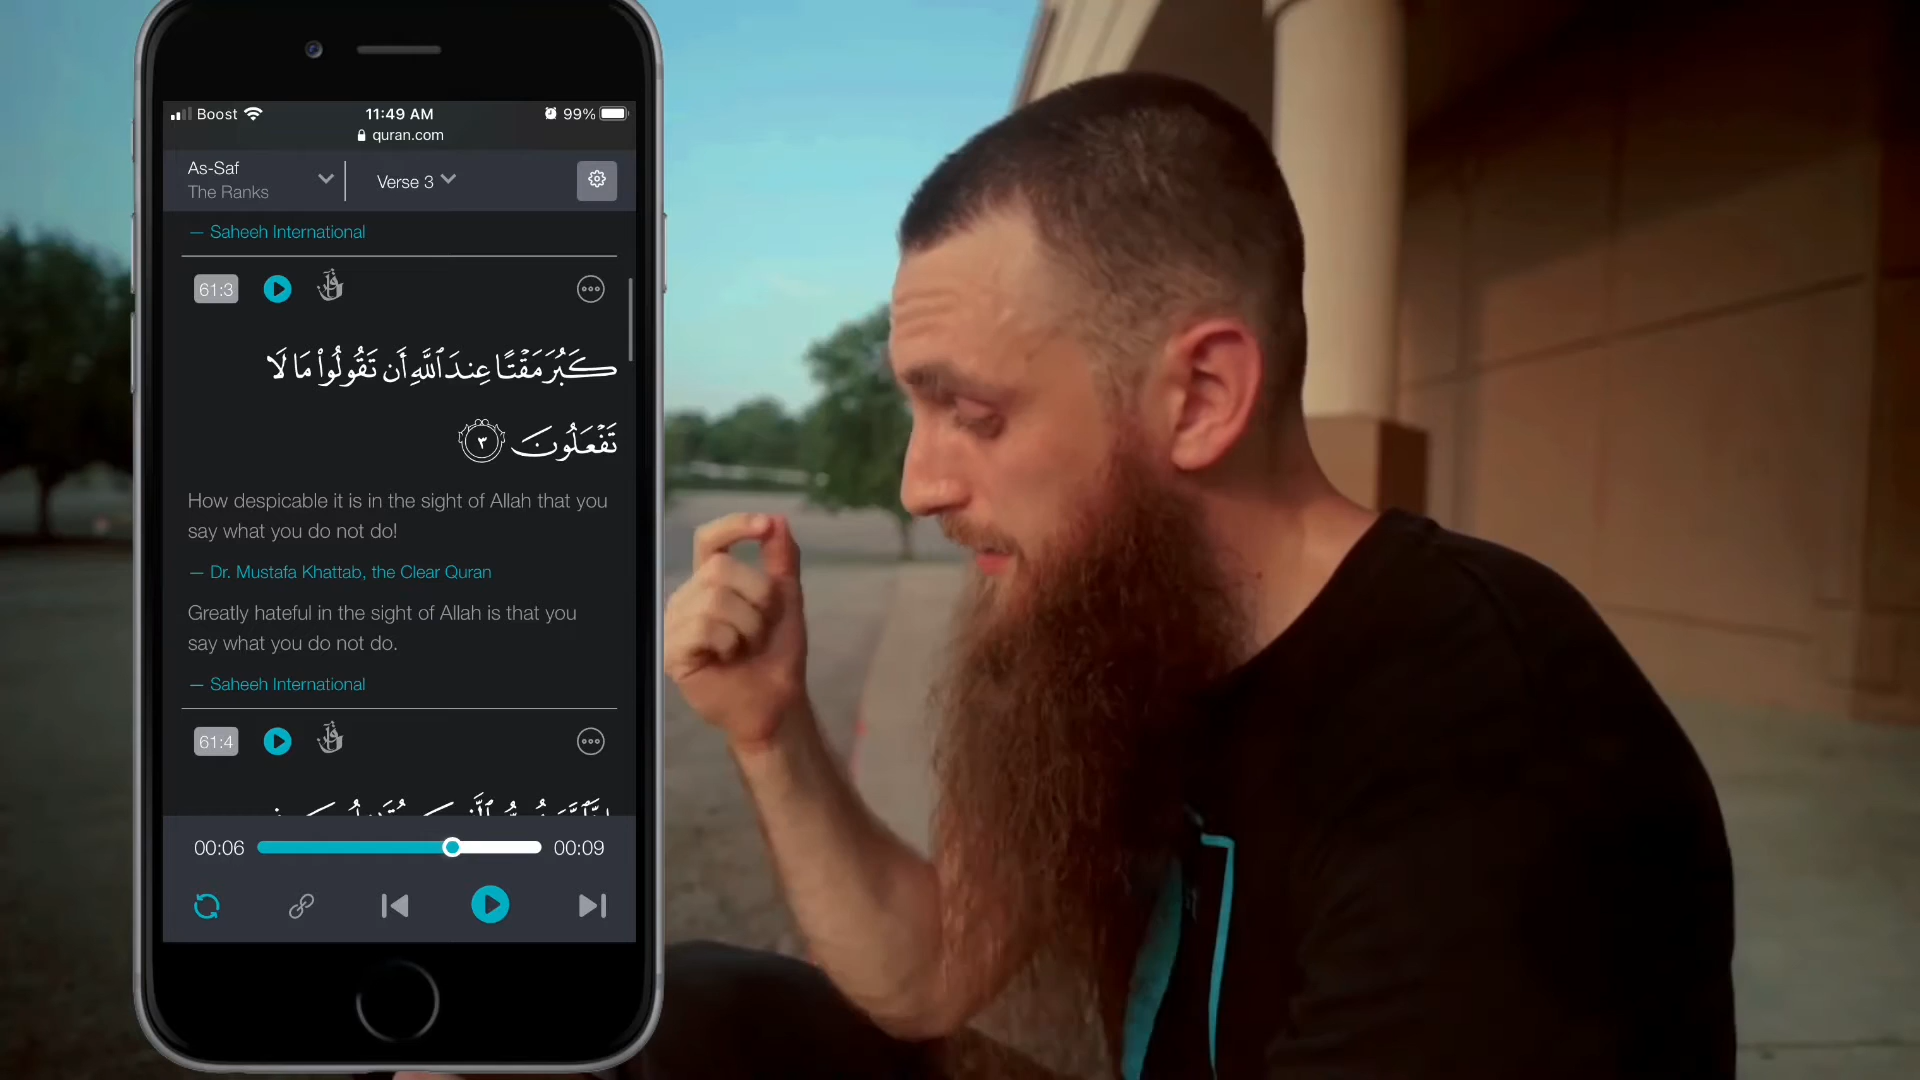 Boost 11:49 AM 99%
quran.com
As-Saf
The Ranks
Verse 3
— Saheeh International
61:3
كَبُرَ مَقْتًا عِندَ ٱللَّهِ أَن تَقُولُوا۟ مَا لَا
تَفْعَلُونَ ٣
How despicable it is in the sight of Allah that you
say what you do not do!
— Dr. Mustafa Khattab, the Clear Quran
Greatly hateful in the sight of Allah is that you
say what you do not do.
— Saheeh International
61:4
00:06 00:09